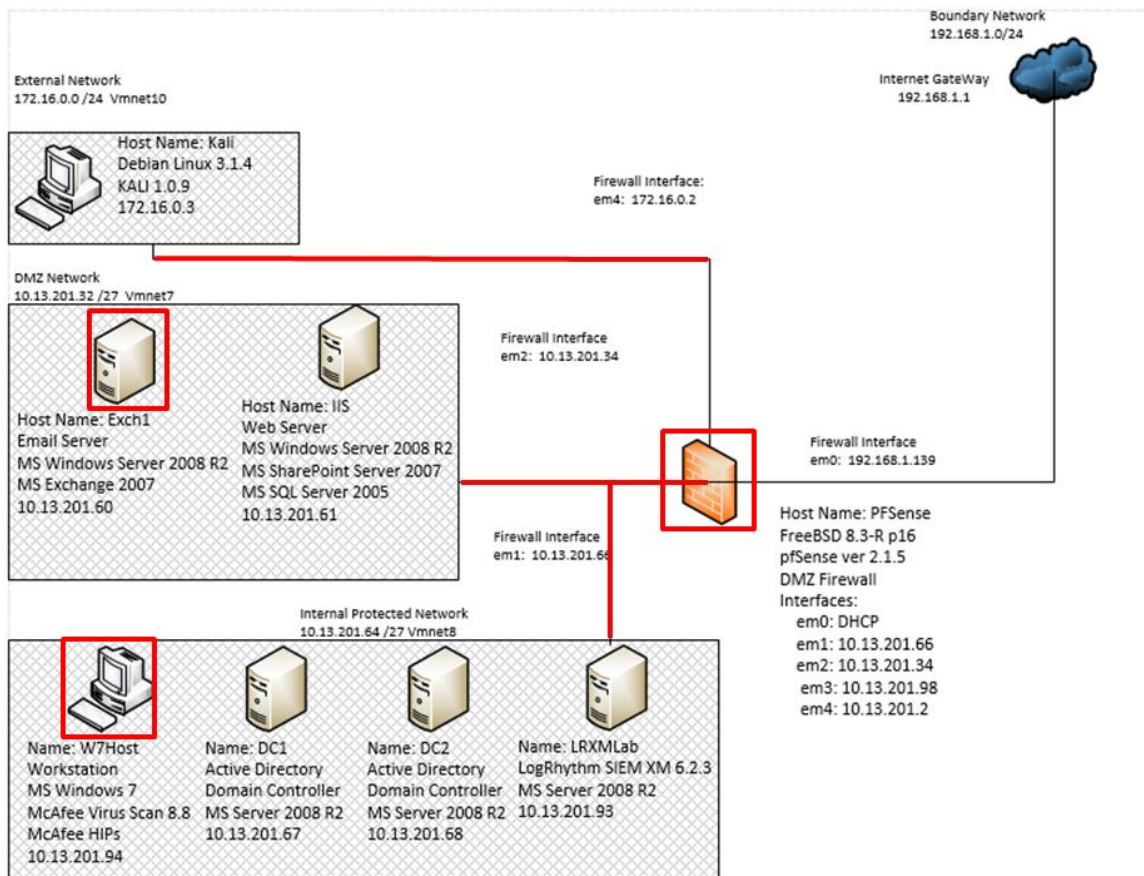 Boundary Network
192.168.1.0/24
Internet GateWay
192.168.1.1
External Network
172.16.0.0 /24 Vmnet10
Host Name: Kali
Debian Linux 3.1.4
KALI 1.0.9
172.16.0.3
Firewall Interface:
em4: 172.16.0.2
DMZ Network
10.13.201.32 /27 Vmnet7
Host Name: Exch1
Email Server
MS Windows Server 2008 R2
MS Exchange 2007
10.13.201.60
Host Name: IIS
Web Server
MS Windows Server 2008 R2
MS SharePoint Server 2007
MS SQL Server 2005
10.13.201.61
Firewall Interface
em2: 10.13.201.34
Firewall Interface
em0: 192.168.1.139
Firewall Interface
em1: 10.13.201.66
Host Name: PFSense
FreeBSD 8.3-R p16
pfSense ver 2.1.5
DMZ Firewall
Interfaces:
em0: DHCP
em1: 10.13.201.66
em2: 10.13.201.34
em3: 10.13.201.98
em4: 10.13.201.2
Internal Protected Network
10.13.201.64 /27 Vmnet8
Name: W7Host
Workstation
MS Windows 7
McAfee Virus Scan 8.8
McAfee HIPs
10.13.201.94
Name: DC1
Active Directory
Domain Controller
MS Server 2008 R2
10.13.201.67
Name: DC2
Active Directory
Domain Controller
MS Server 2008 R2
10.13.201.68
Name: LRXMLab
LogRhythm SIEM XM 6.2.3
MS Server 2008 R2
10.13.201.93